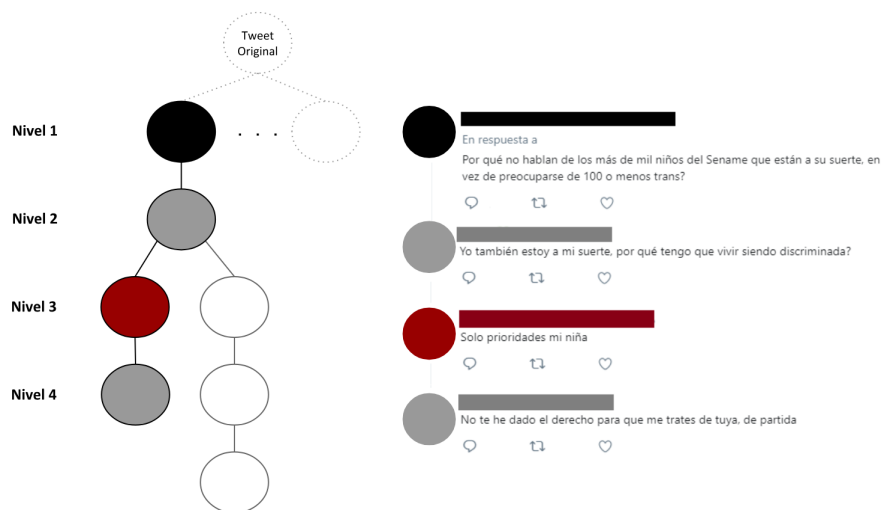 Tweet
Original
Nivel 1
. . .
En respuesta a
Por qué no hablan de los más de mil niños del Sename que están a su suerte, en
vez de preocuparse de 100 o menos trans?
Nivel 2
Yo también estoy a mi suerte, por qué tengo que vivir siendo discriminada?
Nivel 3
Solo prioridades mi niña
Nivel 4
No te he dado el derecho para que me trates de tuya, de partida